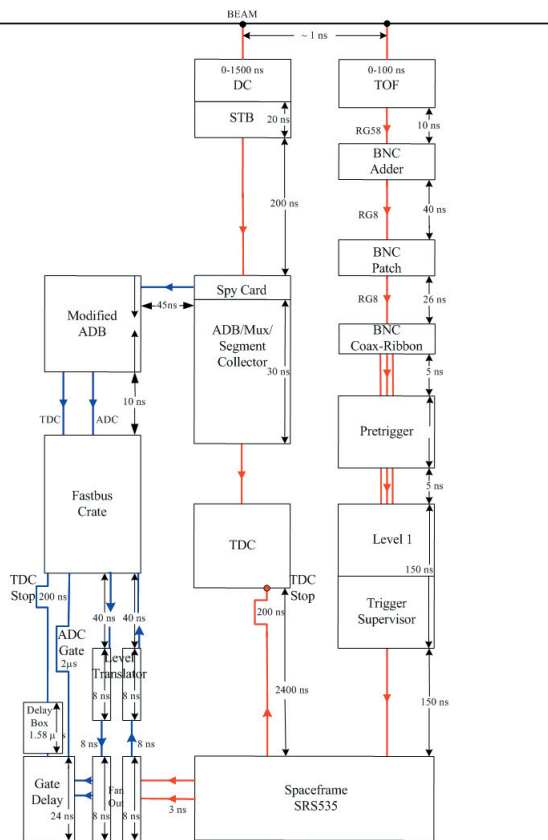 BEAM
~ 1 ns
0-1500 ns
DC
STB
20 ns
0-100 ns
TOF
RG58
10 ns
BNC
Adder
200 ns
RG8
40 ns
BNC
Patch
RG8
26 ns
Modified
ADB
45ns
Spy Card
ADB/Mux/
Segment
Collector
30 ns
BNC
Coax-Ribbon
5 ns
10 ns
TDC
ADC
Pretrigger
5 ns
Fastbus
Crate
TDC
Level 1
150 ns
Trigger
Supervisor
TDC
Stop
200 ns
40 ns
40 ns
TDC
Stop
200 ns
ADC
Gate
2μs
Level
Translator
8 ns
8 ns
2400 ns
150 ns
Delay
Box
1.58 μs
8 ns
8 ns
Gate
Delay
24 ns
Fan
Out
8 ns
8 ns
3 ns
Spaceframe
SRS535